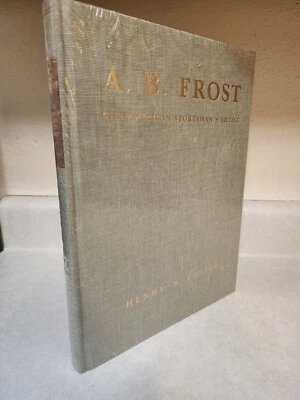 A. B. FROST
THE AMERICAN SPORTSMAN'S ARTIST
HENRY